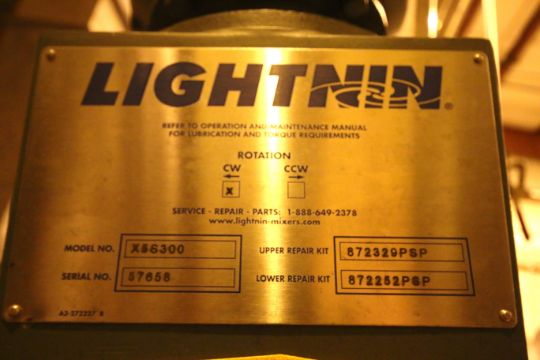 LIGHTNIN®
REFER TO OPERATION AND MAINTENANCE MANUAL
FOR LUBRICATION AND TORQUE REQUIREMENTS
ROTATION
CW CCW
← →
X
SERVICE - REPAIR - PARTS: 1-888-649-2378
www.lightnin-mixers.com
MODEL NO. X5G300 UPPER REPAIR KIT 872329PSP
SERIAL NO. 57658 LOWER REPAIR KIT 872252PSP